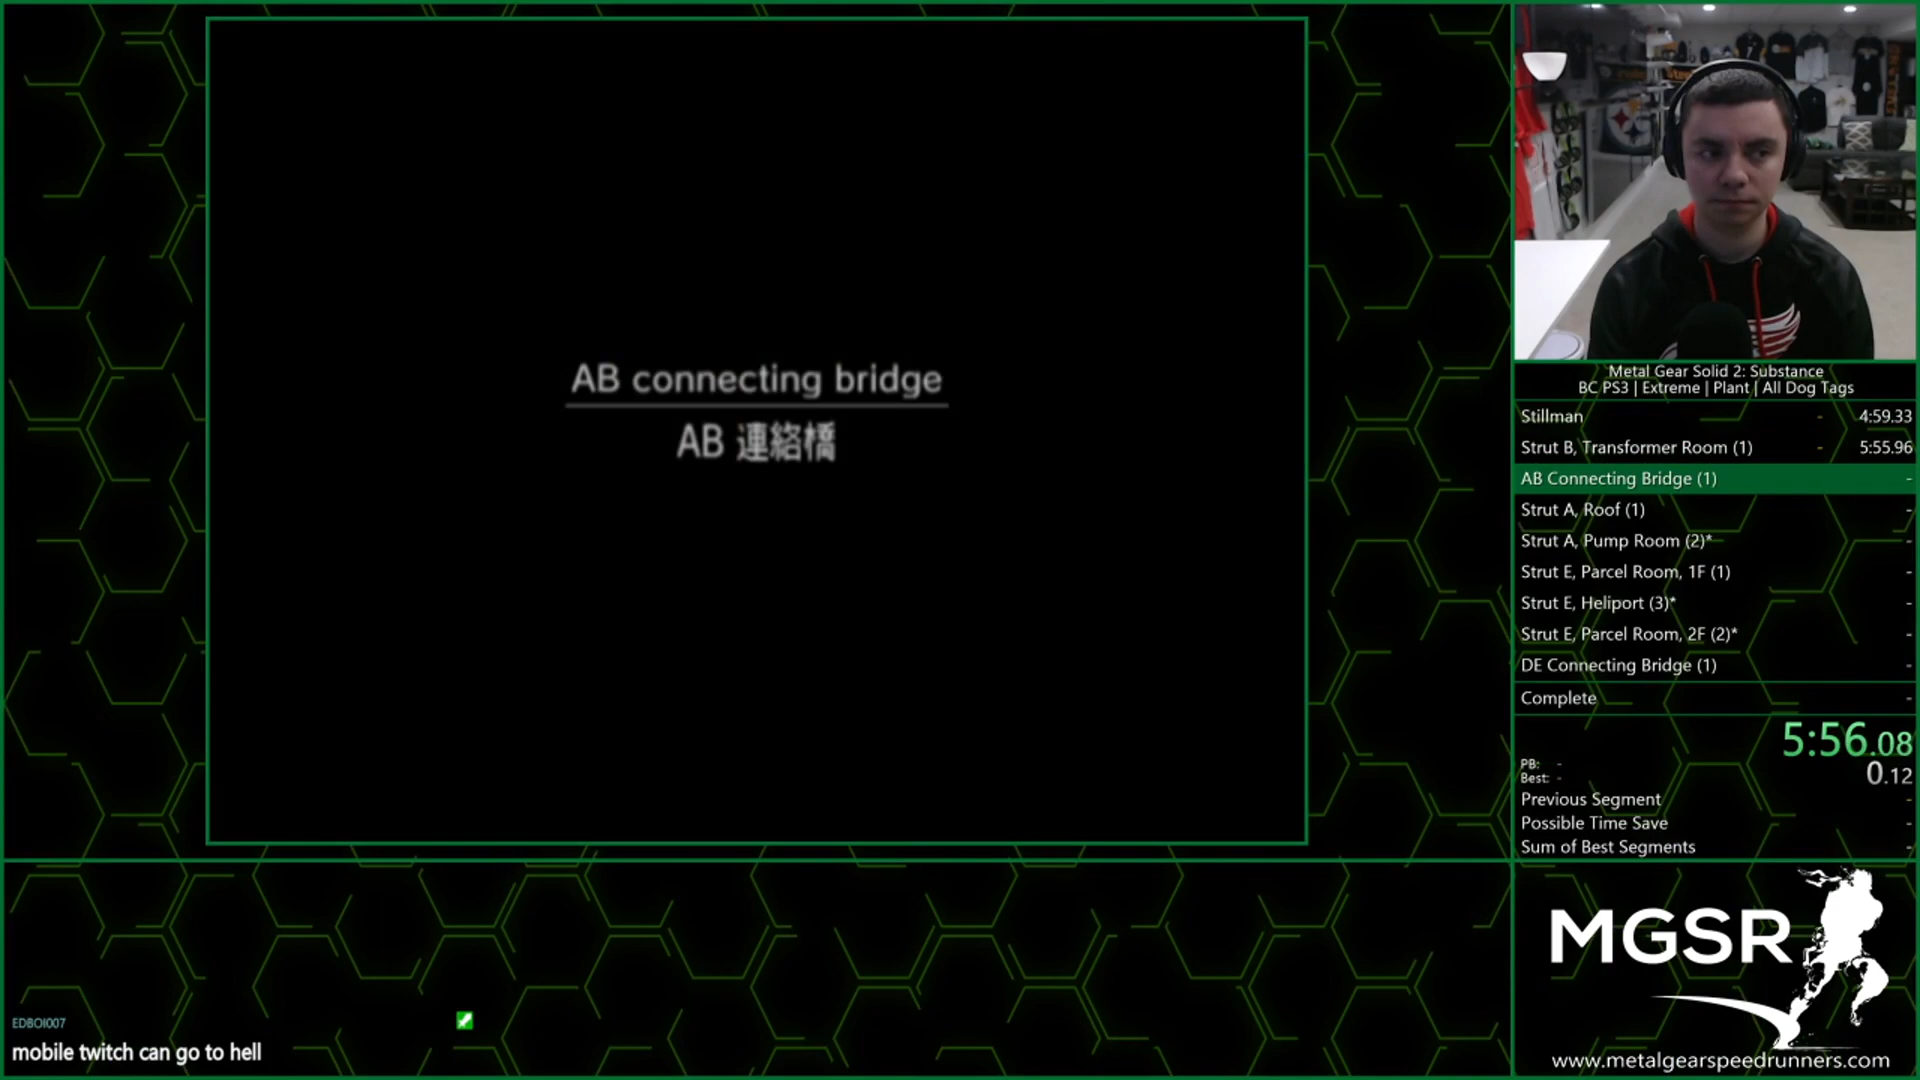 AB connecting bridge
AB 連絡橋
Metal Gear Solid 2: Substance
BC PS3 | Extreme | Plant | All Dog Tags
Stillman - 4:59.33
Strut B, Transformer Room (1) - 5:55.96
AB Connecting Bridge (1) -
Strut A, Roof (1) -
Strut A, Pump Room (2)* -
Strut E, Parcel Room, 1F (1) -
Strut E, Heliport (3)* -
Strut E, Parcel Room, 2F (2)* -
DE Connecting Bridge (1) -
Complete -
5:56.08
PB: -
Best: -
0.12
Previous Segment -
Possible Time Save -
Sum of Best Segments -
MGSR
www.metalgearspeedrunners.com
EDBOI007
mobile twitch can go to hell